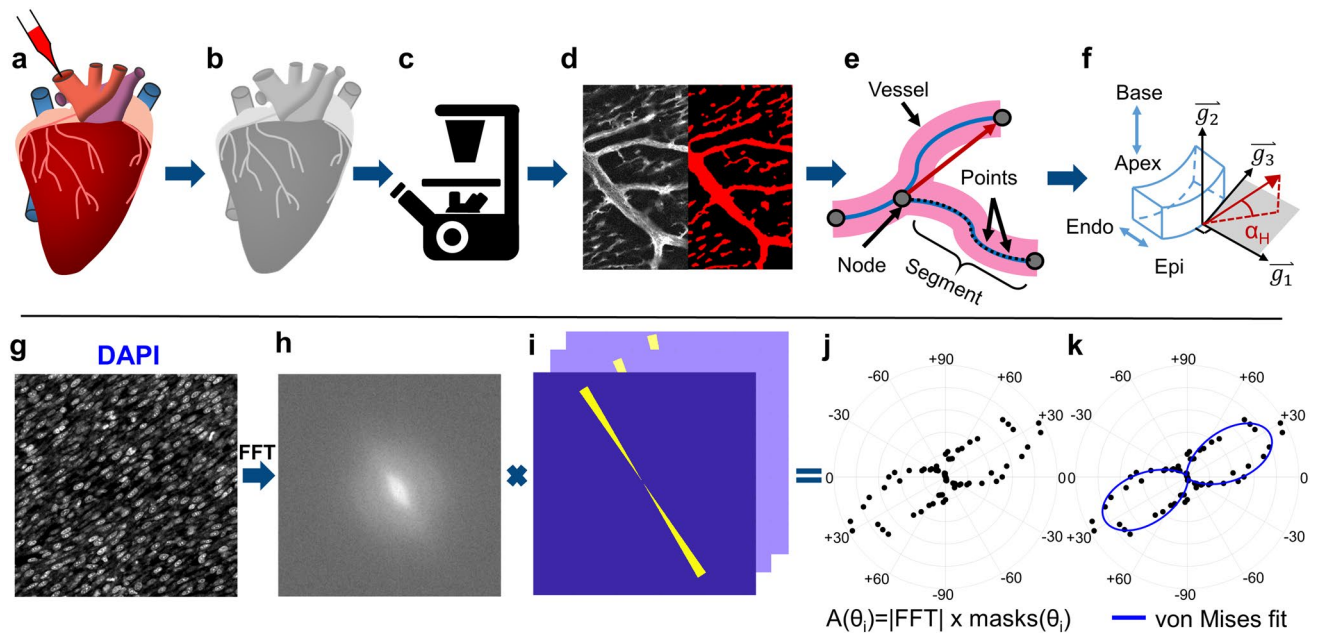 a
b
c
d
e
f
Vessel
Points
Node
Segment
Base
Apex
Endo
Epi
g₂
g₃
g₁
α_H
g
DAPI
FFT
h
i
j
+90
-60
+60
-30
+30
0
0
+30
-30
+60
-60
-90
k
+90
-60
+60
-30
+30
0
0
+30
-30
+60
-60
-90
A(θᵢ)=|FFT| x masks(θᵢ)
von Mises fit